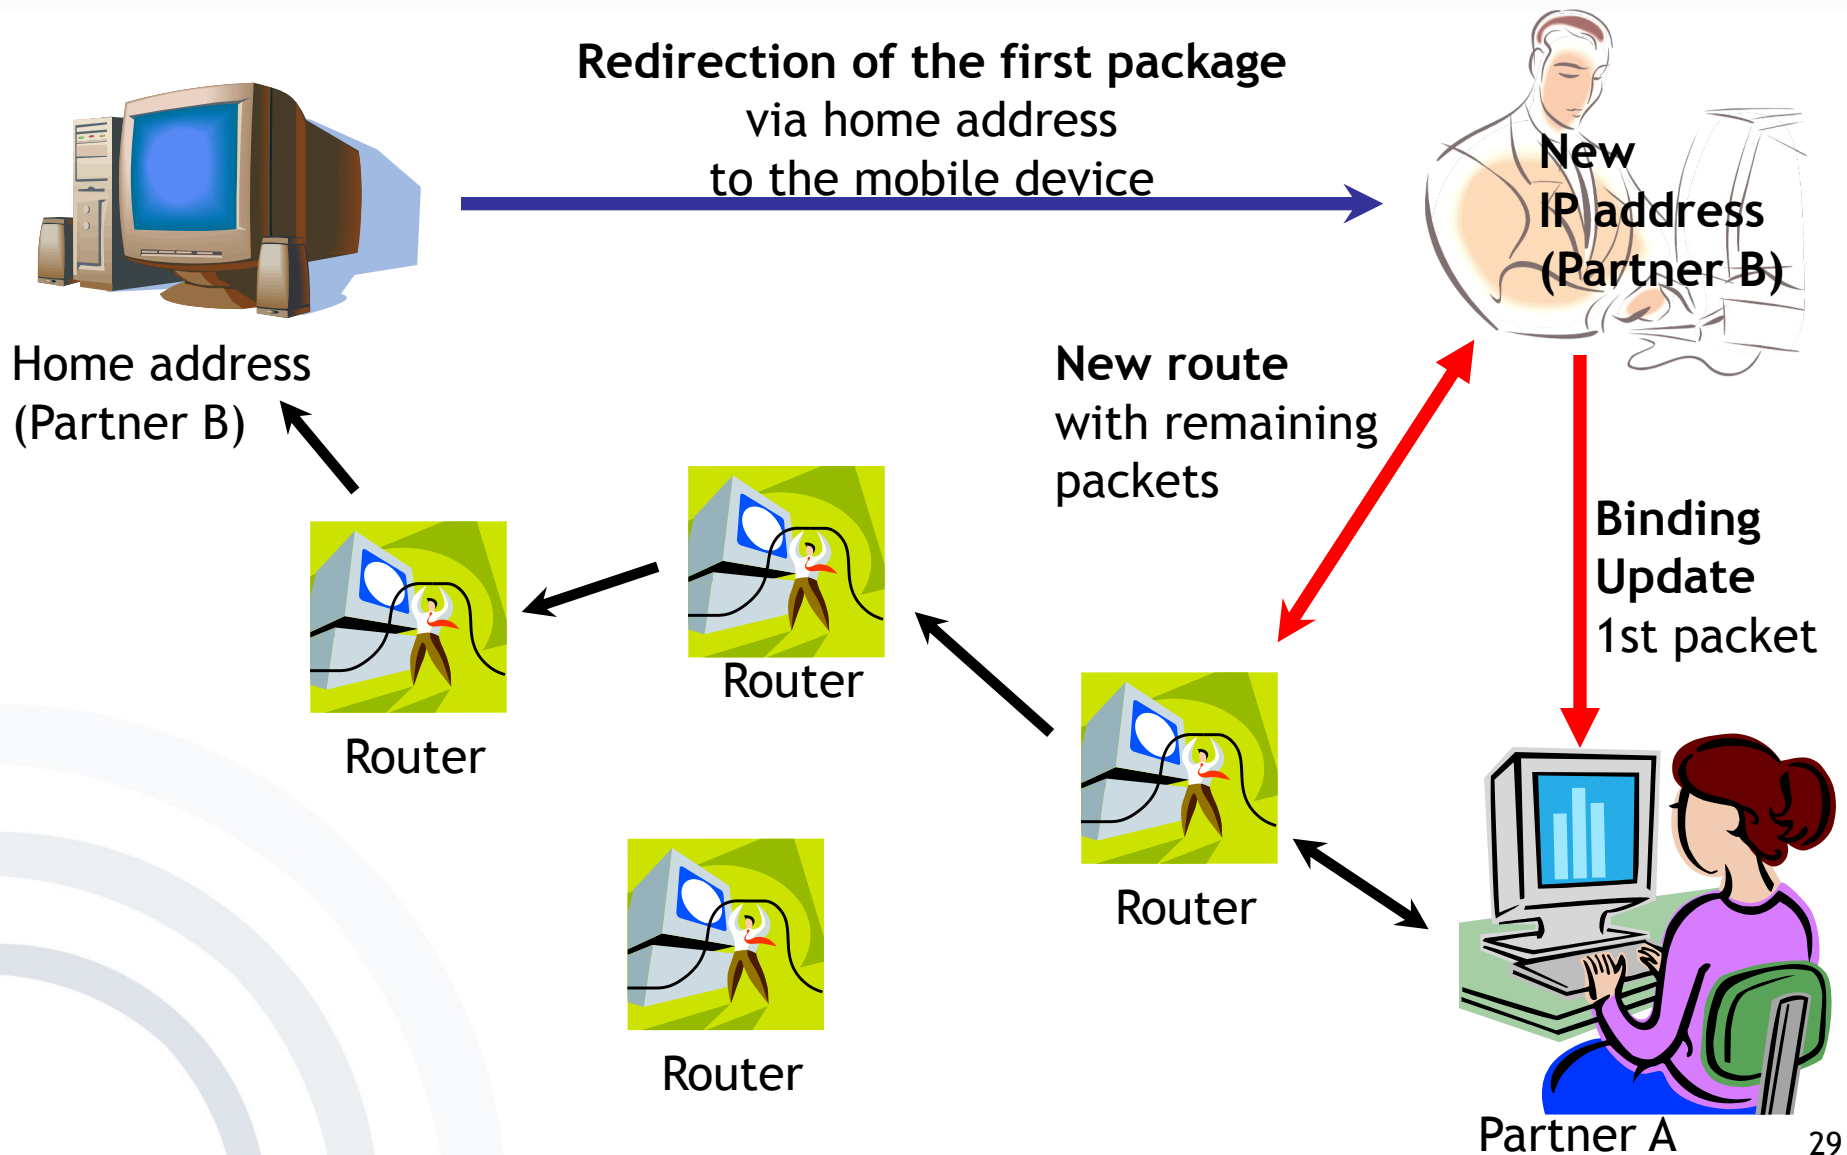 Redirection of the first package
via home address
to the mobile device
New
IP address
(Partner B)
Home address
(Partner B)
New route
with remaining
packets
Binding
Update
1st packet
Router
Router
Router
Router
Partner A
29